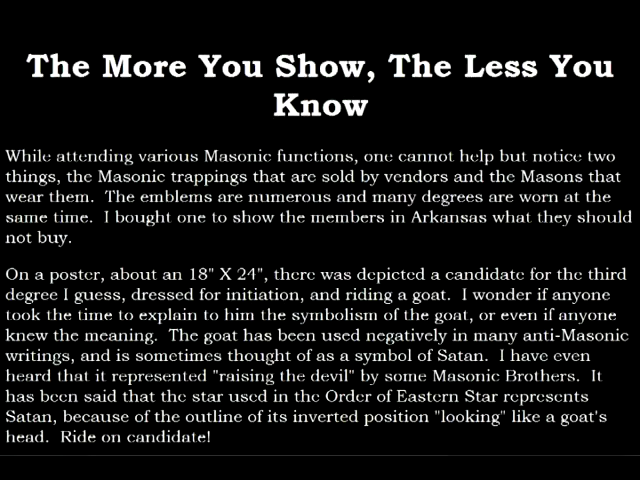 The More You Show, The Less You
Know
While attending various Masonic functions, one cannot help but notice two
things, the Masonic trappings that are sold by vendors and the Masons that
wear them.  The emblems are numerous and many degrees are worn at the
same time.  I bought one to show the members in Arkansas what they should
not buy.
On a poster, about an 18" X 24", there was depicted a candidate for the third
degree I guess, dressed for initiation, and riding a goat.  I wonder if anyone
took the time to explain to him the symbolism of the goat, or even if anyone
knew the meaning.  The goat has been used negatively in many anti-Masonic
writings, and is sometimes thought of as a symbol of Satan.  I have even
heard that it represented "raising the devil" by some Masonic Brothers.  It
has been said that the star used in the Order of Eastern Star represents
Satan, because of the outline of its inverted position "looking" like a goat's
head.  Ride on candidate!